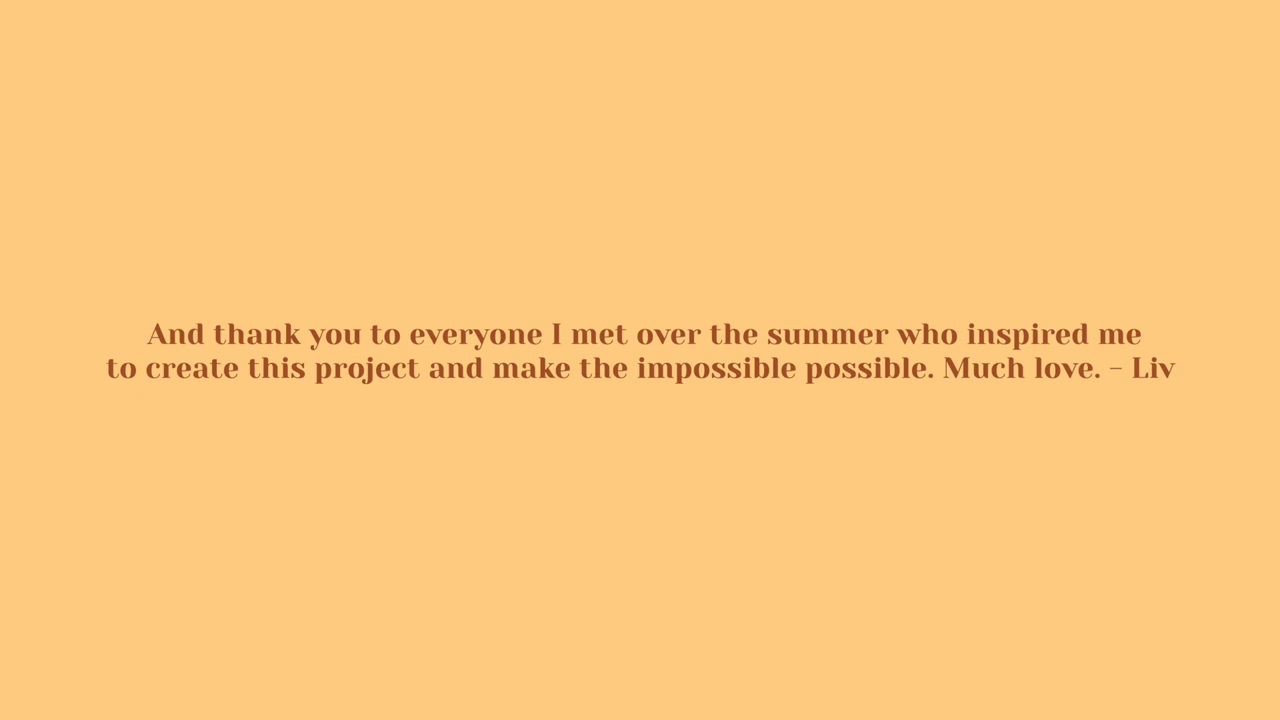 And thank you to everyone I met over the summer who inspired me
to create this project and make the impossible possible. Much love. - Liv